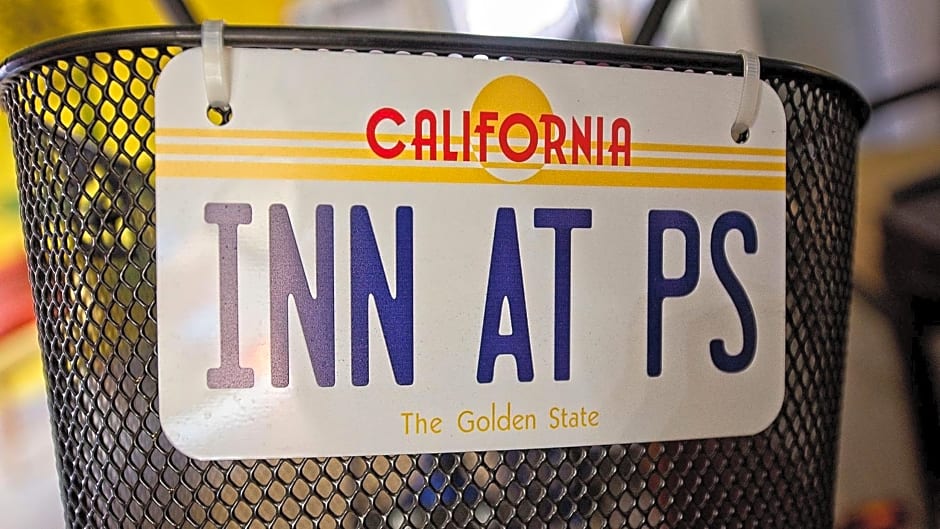 CALIFORNIA
INN AT PS
The Golden State